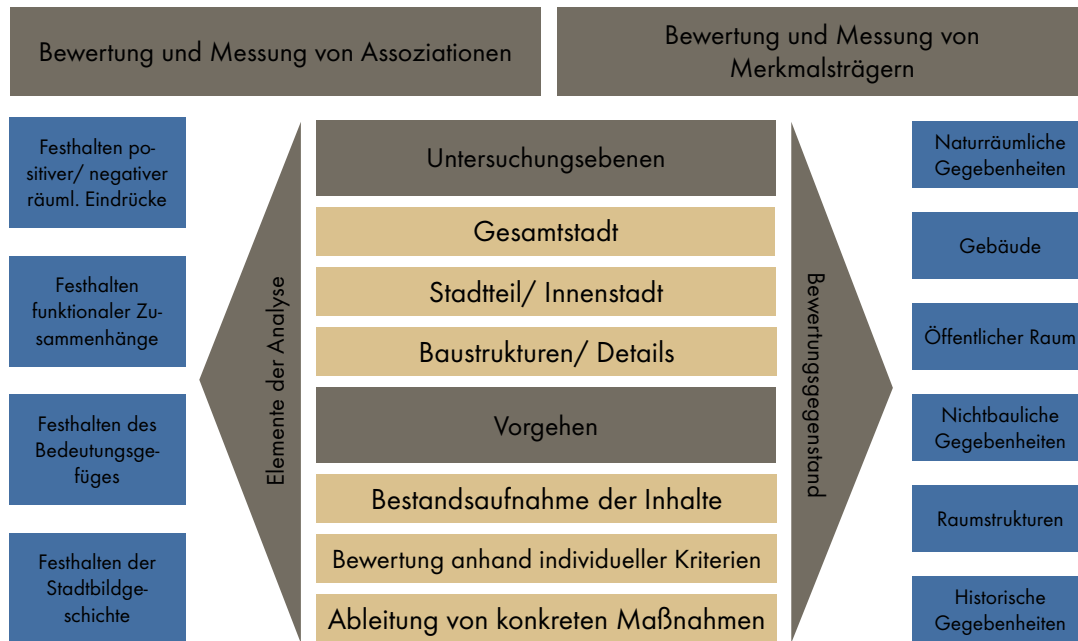 Bewertung und Messung von Assoziationen
Bewertung und Messung von
Merkmalsträgern
Festhalten po-
sitiver/ negativer
räuml. Eindrücke
Festhalten
funktionaler Zu-
sammenhänge
Festhalten des
Bedeutungsge-
füges
Festhalten der
Stadtbildge-
schichte
Elemente der Analyse
Untersuchungsebenen
Gesamtstadt
Stadtteil/ Innenstadt
Baustrukturen/ Details
Vorgehen
Bestandsaufnahme der Inhalte
Bewertung anhand individueller Kriterien
Ableitung von konkreten Maßnahmen
Bewertungsgegenstand
Naturräumliche
Gegebenheiten
Gebäude
Öffentlicher Raum
Nichtbauliche
Gegebenheiten
Raumstrukturen
Historische
Gegebenheiten